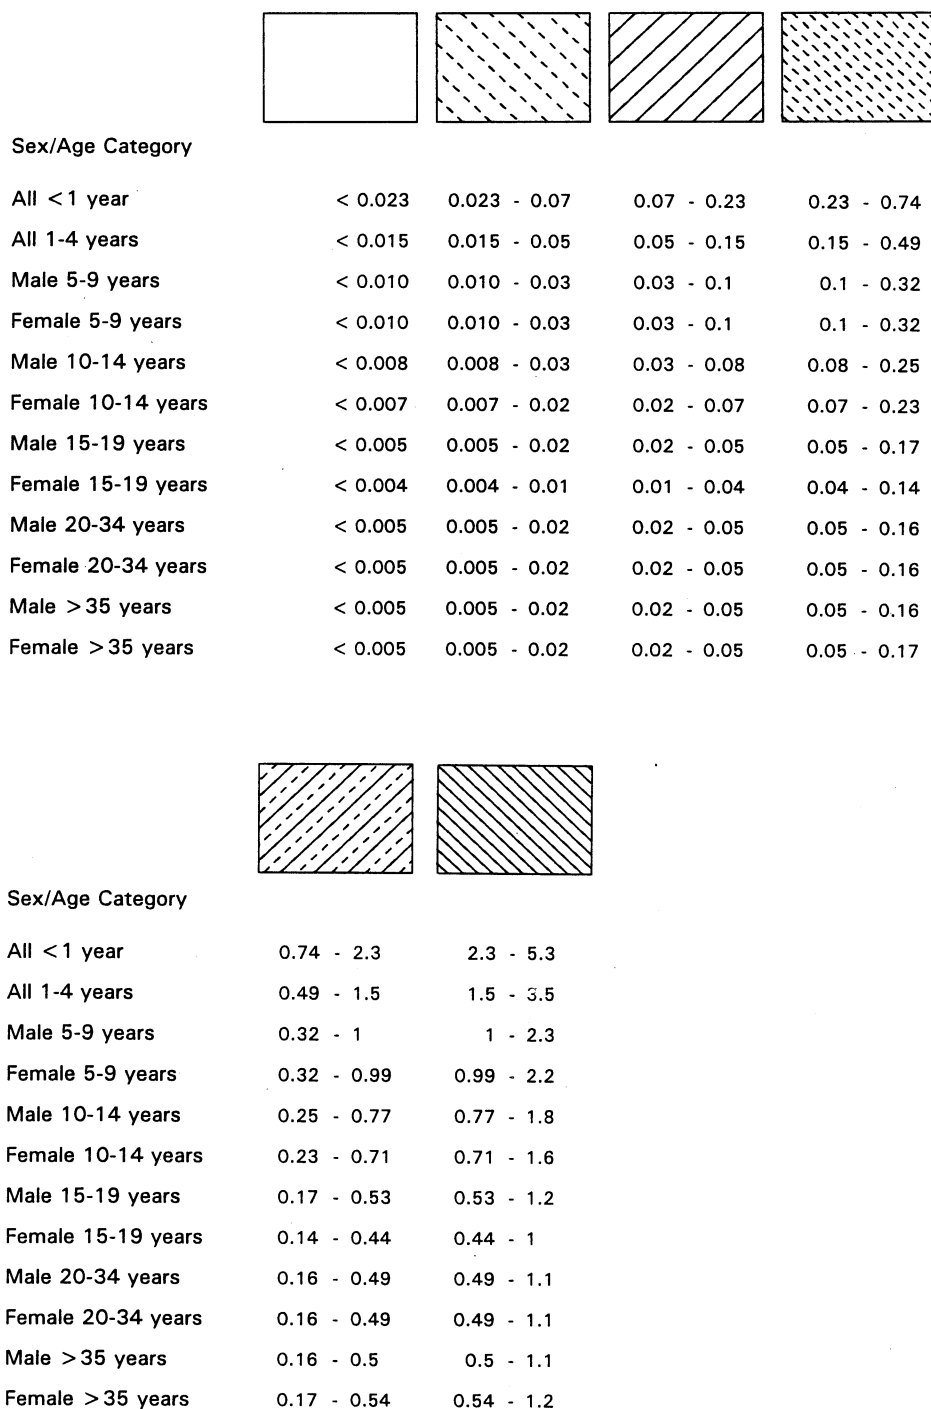 Sex/Age Category
All <1 year < 0.023 0.023 - 0.07 0.07 - 0.23 0.23 - 0.74
All 1-4 years < 0.015 0.015 - 0.05 0.05 - 0.15 0.15 - 0.49
Male 5-9 years < 0.010 0.010 - 0.03 0.03 - 0.1 0.1 - 0.32
Female 5-9 years < 0.010 0.010 - 0.03 0.03 - 0.1 0.1 - 0.32
Male 10-14 years < 0.008 0.008 - 0.03 0.03 - 0.08 0.08 - 0.25
Female 10-14 years < 0.007 0.007 - 0.02 0.02 - 0.07 0.07 - 0.23
Male 15-19 years < 0.005 0.005 - 0.02 0.02 - 0.05 0.05 - 0.17
Female 15-19 years < 0.004 0.004 - 0.01 0.01 - 0.04 0.04 - 0.14
Male 20-34 years < 0.005 0.005 - 0.02 0.02 - 0.05 0.05 - 0.16
Female 20-34 years < 0.005 0.005 - 0.02 0.02 - 0.05 0.05 - 0.16
Male >35 years < 0.005 0.005 - 0.02 0.02 - 0.05 0.05 - 0.16
Female >35 years < 0.005 0.005 - 0.02 0.02 - 0.05 0.05 - 0.17
Sex/Age Category
All <1 year 0.74 - 2.3 2.3 - 5.3
All 1-4 years 0.49 - 1.5 1.5 - 3.5
Male 5-9 years 0.32 - 1 1 - 2.3
Female 5-9 years 0.32 - 0.99 0.99 - 2.2
Male 10-14 years 0.25 - 0.77 0.77 - 1.8
Female 10-14 years 0.23 - 0.71 0.71 - 1.6
Male 15-19 years 0.17 - 0.53 0.53 - 1.2
Female 15-19 years 0.14 - 0.44 0.44 - 1
Male 20-34 years 0.16 - 0.49 0.49 - 1.1
Female 20-34 years 0.16 - 0.49 0.49 - 1.1
Male >35 years 0.16 - 0.5 0.5 - 1.1
Female >35 years 0.17 - 0.54 0.54 - 1.2